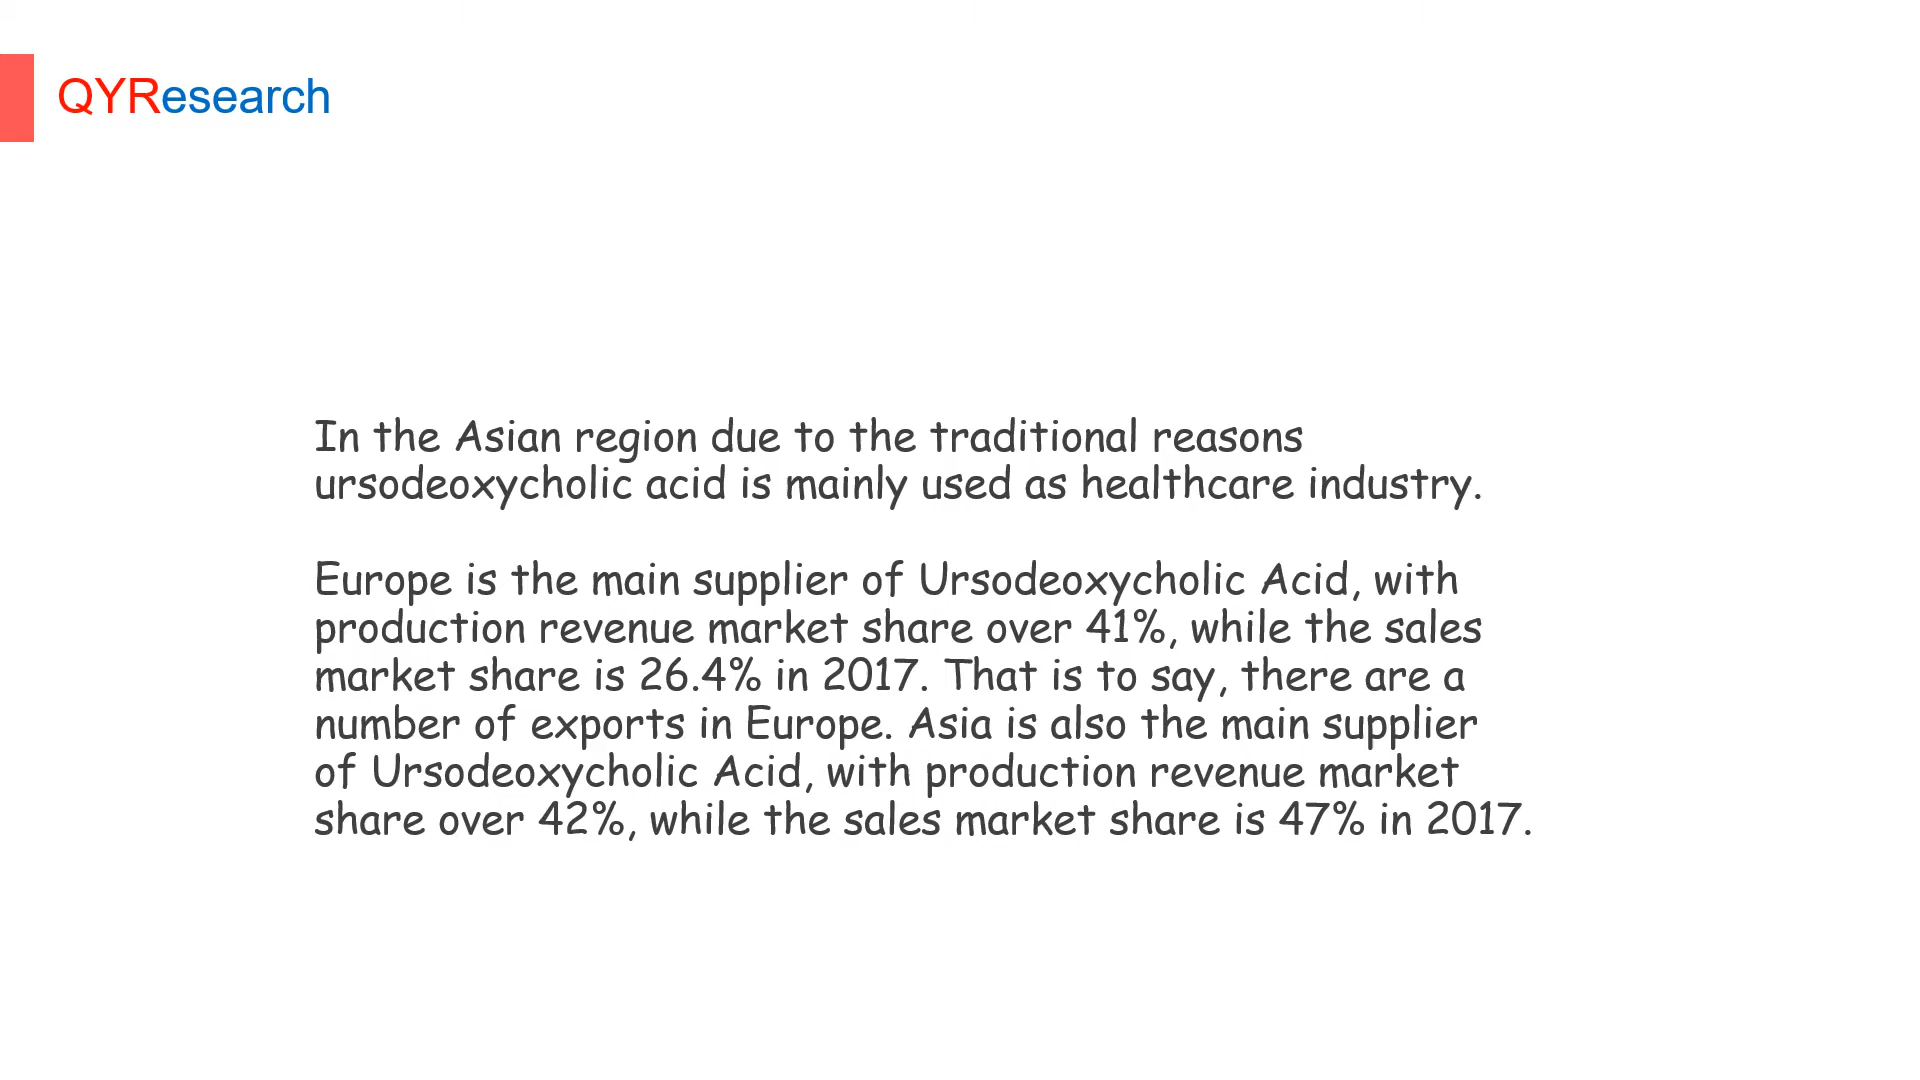 QYResearch
In the Asian region due to the traditional reasons
ursodeoxycholic acid is mainly used as healthcare industry.
Europe is the main supplier of Ursodeoxycholic Acid, with
production revenue market share over 41%, while the sales
market share is 26.4% in 2017. That is to say, there are a
number of exports in Europe. Asia is also the main supplier
of Ursodeoxycholic Acid, with production revenue market
share over 42%, while the sales market share is 47% in 2017.